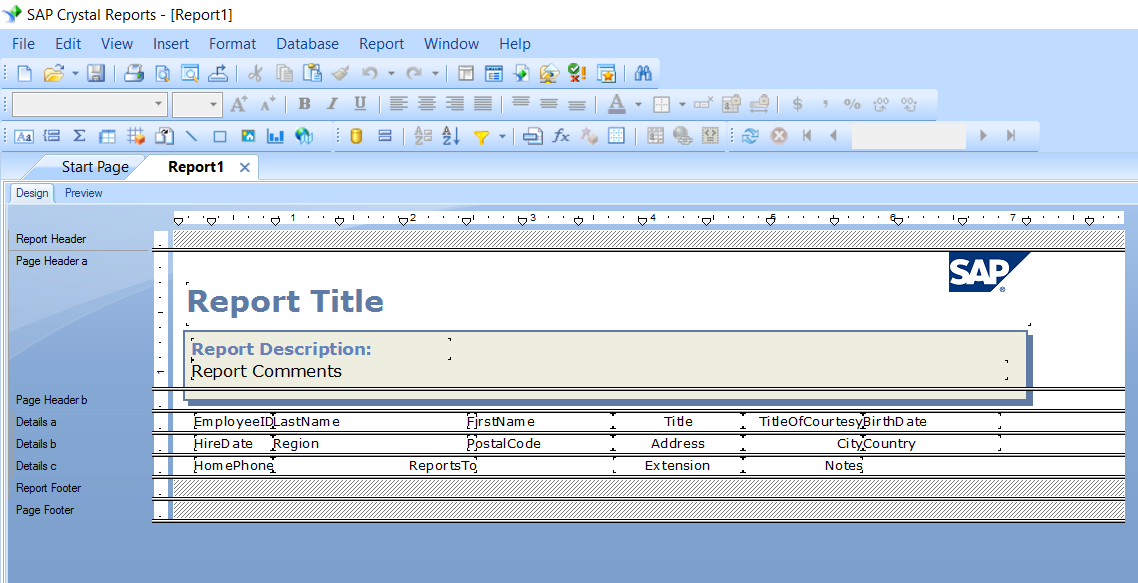 SAP Crystal Reports - [Report1]
File Edit View Insert Format Database Report Window Help
A A B I U A $ , %
Aa Σ A Z fx
Start Page Report1
Design Preview
1 2 3 4 5 6 7
Report Header
Page Header a
SAP ®
Report Title
Report Description:
Report Comments
Page Header b
Details a EmployeeID LastName FirstName Title TitleOfCourtesy BirthDate
Details b HireDate Region PostalCode Address City Country
Details c HomePhone ReportsTo Extension Notes
Report Footer
Page Footer